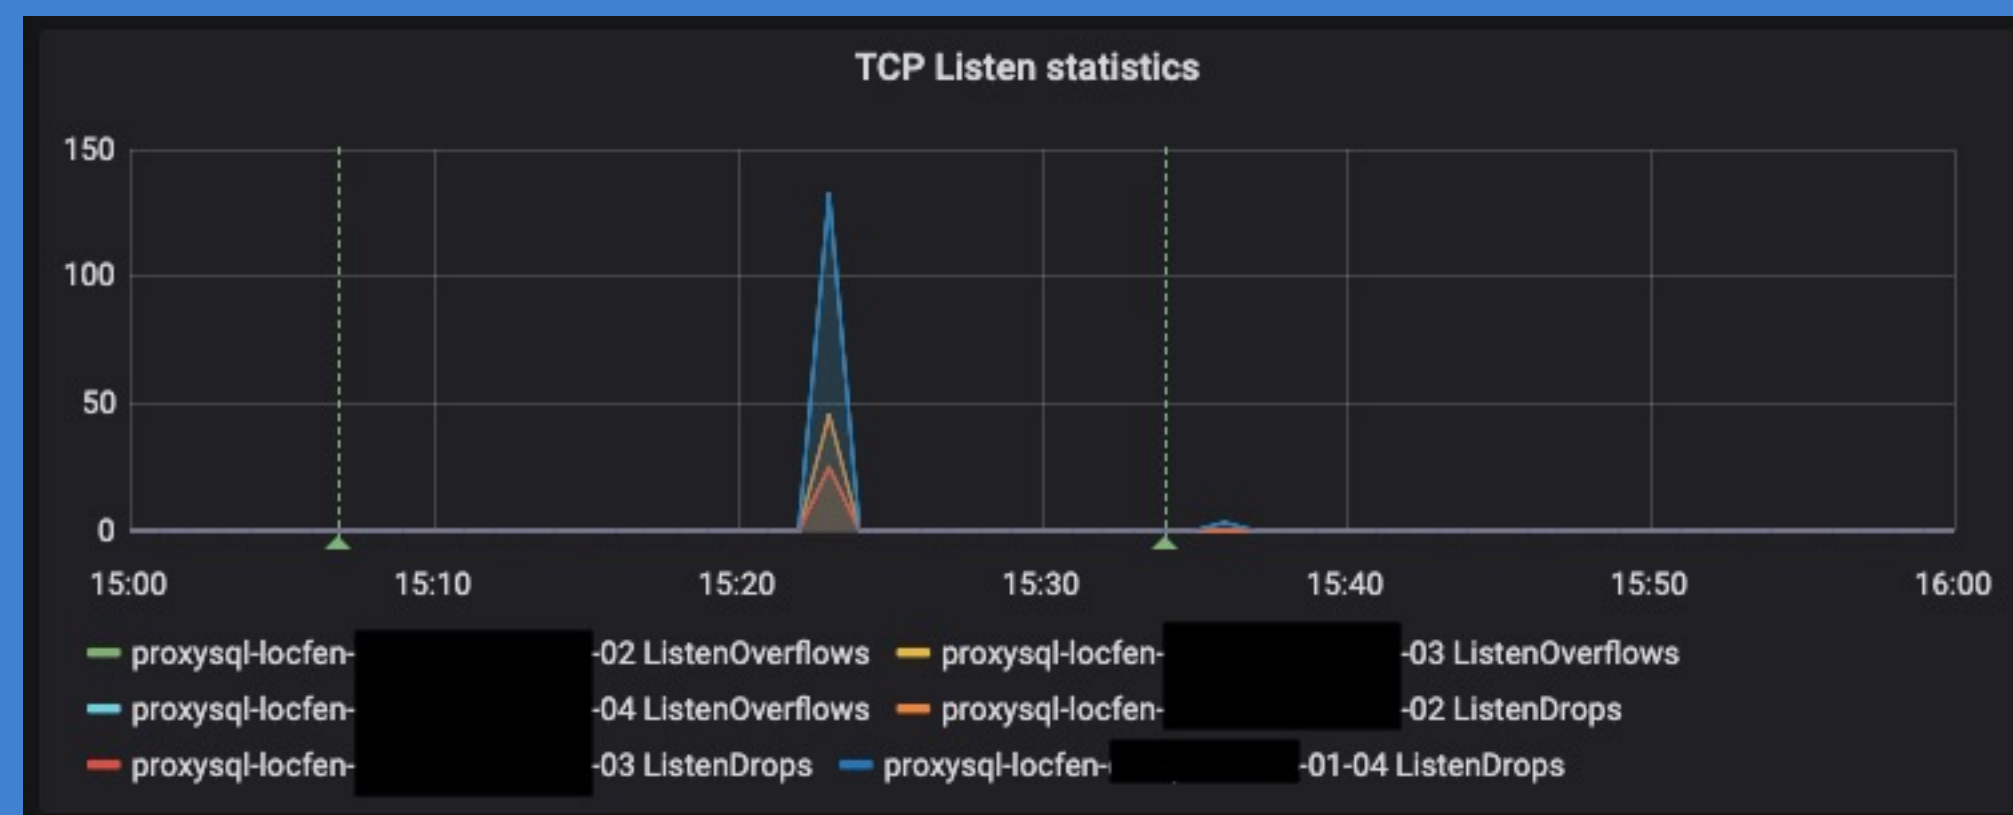 TCP Listen statistics
150
100
50
0
15:00 15:10 15:20 15:30 15:40 15:50 16:00
proxysql-locfen- -02 ListenOverflows proxysql-locfen- -03 ListenOverflows
proxysql-locfen- -04 ListenOverflows proxysql-locfen- -02 ListenDrops
proxysql-locfen- -03 ListenDrops proxysql-locfen- -01-04 ListenDrops